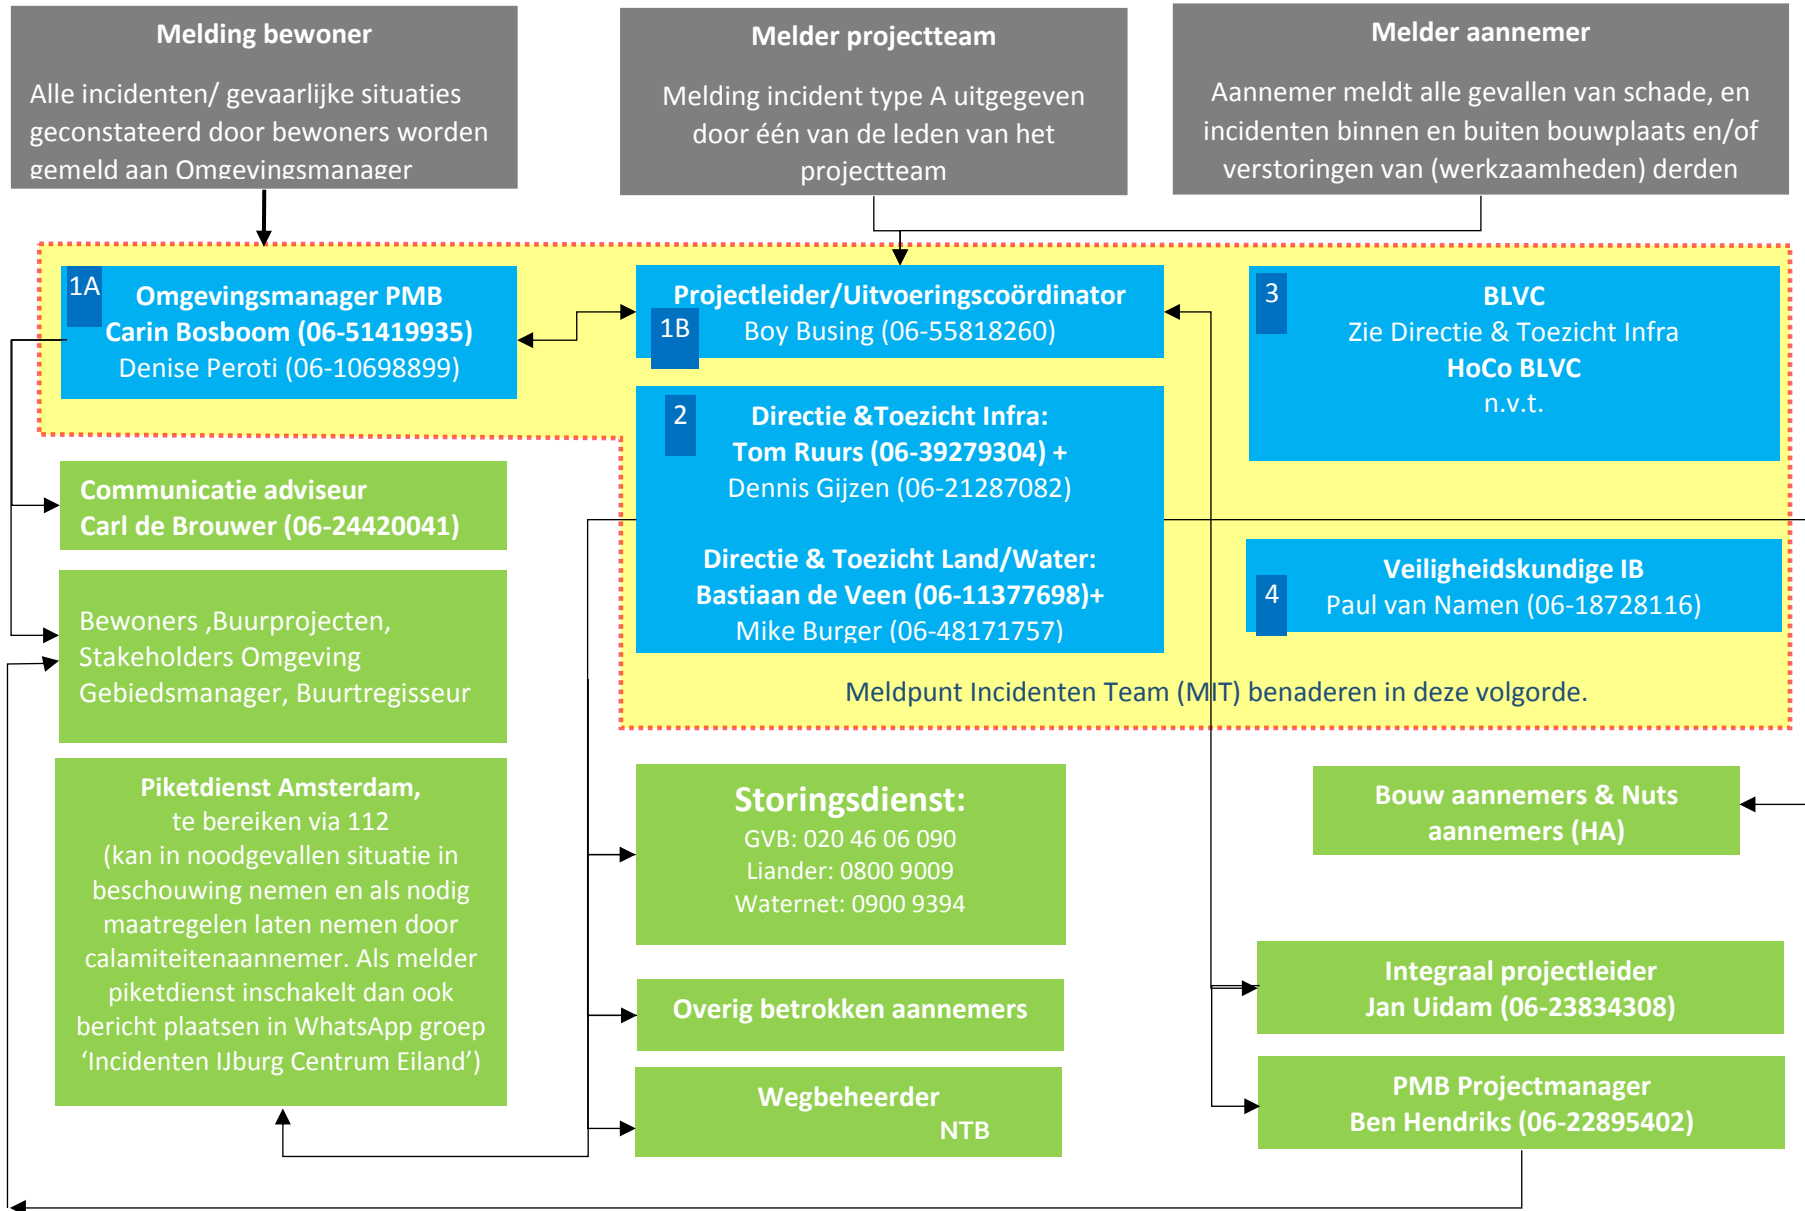 Melding bewoner
Alle incidenten/ gevaarlijke situaties
geconstateerd door bewoners worden
gemeld aan Omgevingsmanager
Melder projectteam
Melding incident type A uitgegeven
door één van de leden van het
projectteam
Melder aannemer
Aannemer meldt alle gevallen van schade, en
incidenten binnen en buiten bouwplaats en/of
verstoringen van (werkzaamheden) derden
1A
Omgevingsmanager PMB
Carin Bosboom (06-51419935)
Denise Peroti (06-10698899)
1B
Projectleider/Uitvoeringscoördinator
Boy Busing (06-55818260)
3
BLVC
Zie Directie & Toezicht Infra
HoCo BLVC
n.v.t.
2
Directie &Toezicht Infra:
Tom Ruurs (06-39279304) +
Dennis Gijzen (06-21287082)
Directie & Toezicht Land/Water:
Bastiaan de Veen (06-11377698)+
Mike Burger (06-48171757)
4
Veiligheidskundige IB
Paul van Namen (06-18728116)
Meldpunt Incidenten Team (MIT) benaderen in deze volgorde.
Communicatie adviseur
Carl de Brouwer (06-24420041)
Bewoners ,Buurprojecten,
Stakeholders Omgeving
Gebiedsmanager, Buurtregisseur
Piketdienst Amsterdam,
te bereiken via 112
(kan in noodgevallen situatie in
beschouwing nemen en als nodig
maatregelen laten nemen door
calamiteitenaannemer. Als melder
piketdienst inschakelt dan ook
bericht plaatsen in WhatsApp groep
‘Incidenten IJburg Centrum Eiland’)
Storingsdienst:
GVB: 020 46 06 090
Liander: 0800 9009
Waternet: 0900 9394
Overig betrokken aannemers
Wegbeheerder
NTB
Bouw aannemers & Nuts
aannemers (HA)
Integraal projectleider
Jan Uidam (06-23834308)
PMB Projectmanager
Ben Hendriks (06-22895402)